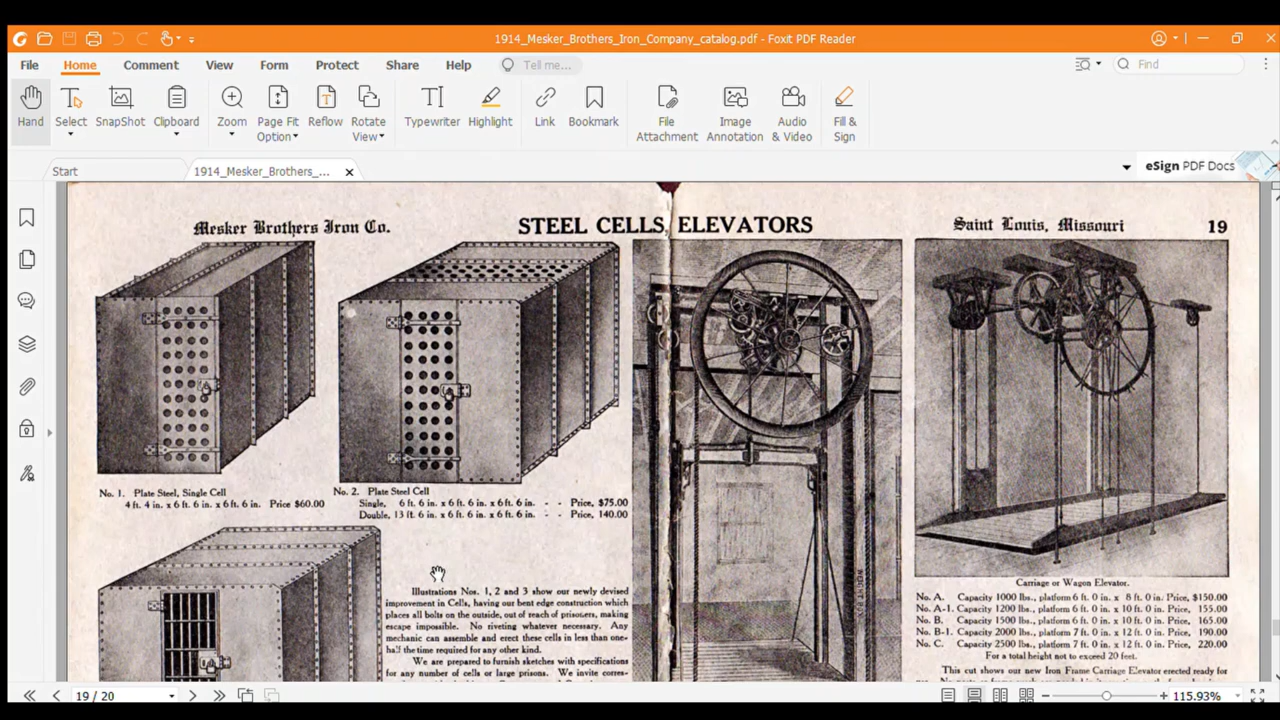 1914_Mesker_Brothers_Iron_Company_catalog.pdf - Foxit PDF Reader
File Home Comment View Form Protect Share Help Tell me... Find
Hand Select SnapShot Clipboard Zoom Page Fit Option Reflow Rotate View Typewriter Highlight Link Bookmark File Attachment Image Annotation Audio & Video Fill & Sign
Start 1914_Mesker_Brothers_... eSign PDF Docs
Mesker Brothers Iron Co. STEEL CELLS, ELEVATORS Saint Louis, Missouri 19
No. 1. Plate Steel, Single Cell
4 ft. 4 in. x 6 ft. 6 in. x 6 ft. 6 in. Price $60.00
No. 2. Plate Steel Cell
Single, 6 ft. 6 in. x 6 ft. 6 in. x 6 ft. 6 in. - - Price, $75.00
Double, 13 ft. 6 in. x 6 ft. 6 in. x 6 ft. 6 in. - - Price, 140.00
Illustrations Nos. 1, 2 and 3 show our newly devised
improvement in Cells, having our bent edge construction which
places all bolts on the outside, out of reach of prisoners, making
escape impossible. No riveting whatever necessary. Any
mechanic can assemble and erect these cells in less than one-
half the time required for any other kind.
We are prepared to furnish sketches with specifications
for any number of cells or large prisons. We invite corres-
Carriage or Wagon Elevator.
No. A. Capacity 1000 lbs., platform 6 ft. 0 in. x 8 ft. 0 in. Price, $150.00
No. A-1. Capacity 1200 lbs., platform 6 ft. 0 in. x 10 ft. 0 in. Price, 155.00
No. B. Capacity 1500 lbs., platform 6 ft. 0 in. x 10 ft. 0 in. Price, 165.00
No. B-1. Capacity 2000 lbs., platform 7 ft. 0 in. x 12 ft. 0 in. Price, 190.00
No. C. Capacity 2500 lbs., platform 7 ft. 0 in. x 12 ft. 0 in. Price, 220.00
For a total height not to exceed 20 feet.
This cut shows our new Iron Frame Carriage Elevator erected ready for
19 / 20 115.93%